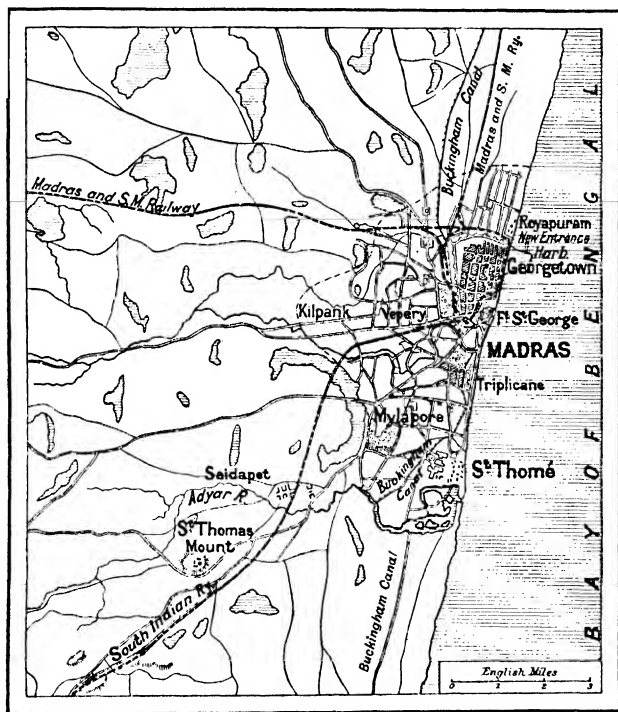 Buckingham Canal
Madras and S. M. Ry.
Madras and S.M. Railway
Royapuram
New Entrance
Harb.
Georgetown
Kilpank
Vepery
Ft. St. George
MADRAS
Triplicane
Mylapore
St. Thomé
Buckingham
Canal
Saidapet
Adyar R.
St. Thomas
Mount
South Indian Ry.
Buckingham Canal
BAY OF BENGAL
English Miles
0 1 2 3